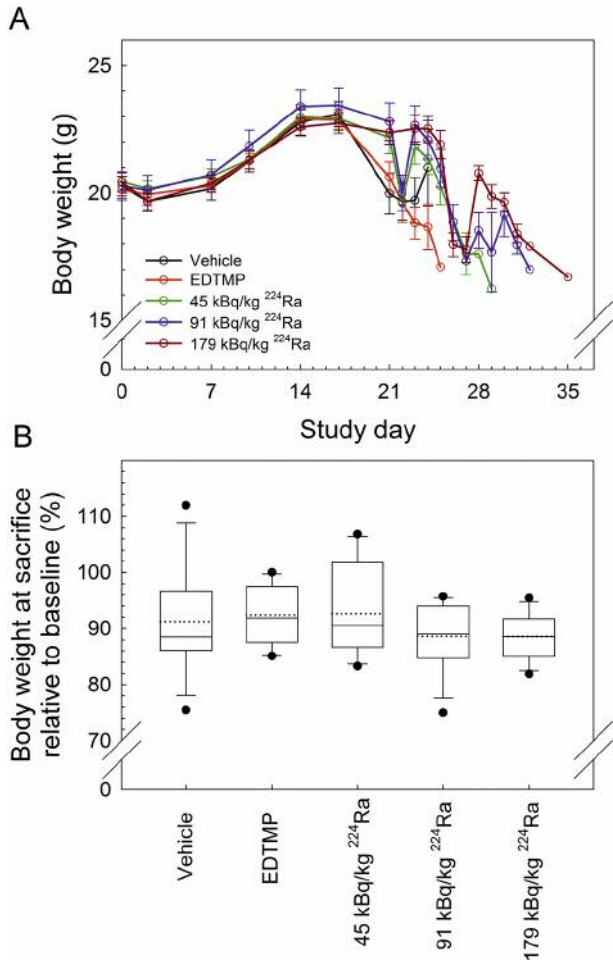 A
25
20
15
0
Body weight (g)
Vehicle
EDTMP
45 kBq/kg ²²⁴Ra
91 kBq/kg ²²⁴Ra
179 kBq/kg ²²⁴Ra
0 7 14 21 28 35
Study day
B
Body weight at sacrifice
relative to baseline (%)
110
100
90
80
70
0
Vehicle
EDTMP
45 kBq/kg ²²⁴Ra
91 kBq/kg ²²⁴Ra
179 kBq/kg ²²⁴Ra